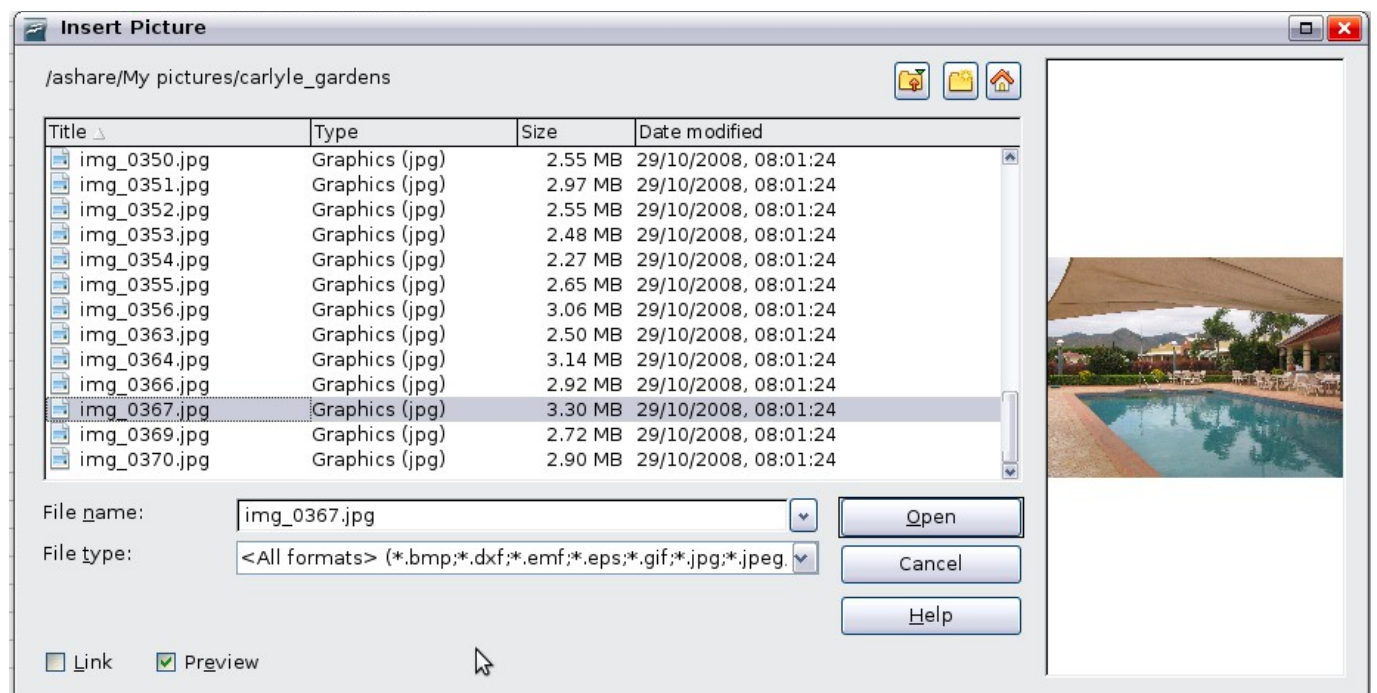 Insert Picture
/ashare/My pictures/carlyle_gardens
Title Type Size Date modified
img_0350.jpg Graphics (jpg) 2.55 MB 29/10/2008, 08:01:24
img_0351.jpg Graphics (jpg) 2.97 MB 29/10/2008, 08:01:24
img_0352.jpg Graphics (jpg) 2.55 MB 29/10/2008, 08:01:24
img_0353.jpg Graphics (jpg) 2.48 MB 29/10/2008, 08:01:24
img_0354.jpg Graphics (jpg) 2.27 MB 29/10/2008, 08:01:24
img_0355.jpg Graphics (jpg) 2.65 MB 29/10/2008, 08:01:24
img_0356.jpg Graphics (jpg) 3.06 MB 29/10/2008, 08:01:24
img_0363.jpg Graphics (jpg) 2.50 MB 29/10/2008, 08:01:24
img_0364.jpg Graphics (jpg) 3.14 MB 29/10/2008, 08:01:24
img_0366.jpg Graphics (jpg) 2.92 MB 29/10/2008, 08:01:24
img_0367.jpg Graphics (jpg) 3.30 MB 29/10/2008, 08:01:24
img_0369.jpg Graphics (jpg) 2.72 MB 29/10/2008, 08:01:24
img_0370.jpg Graphics (jpg) 2.90 MB 29/10/2008, 08:01:24
File name: img_0367.jpg Open
File type: <All formats> (*.bmp;*.dxf;*.emf;*.eps;*.gif;*.jpg;*.jpeg. Cancel
Help
Link Preview